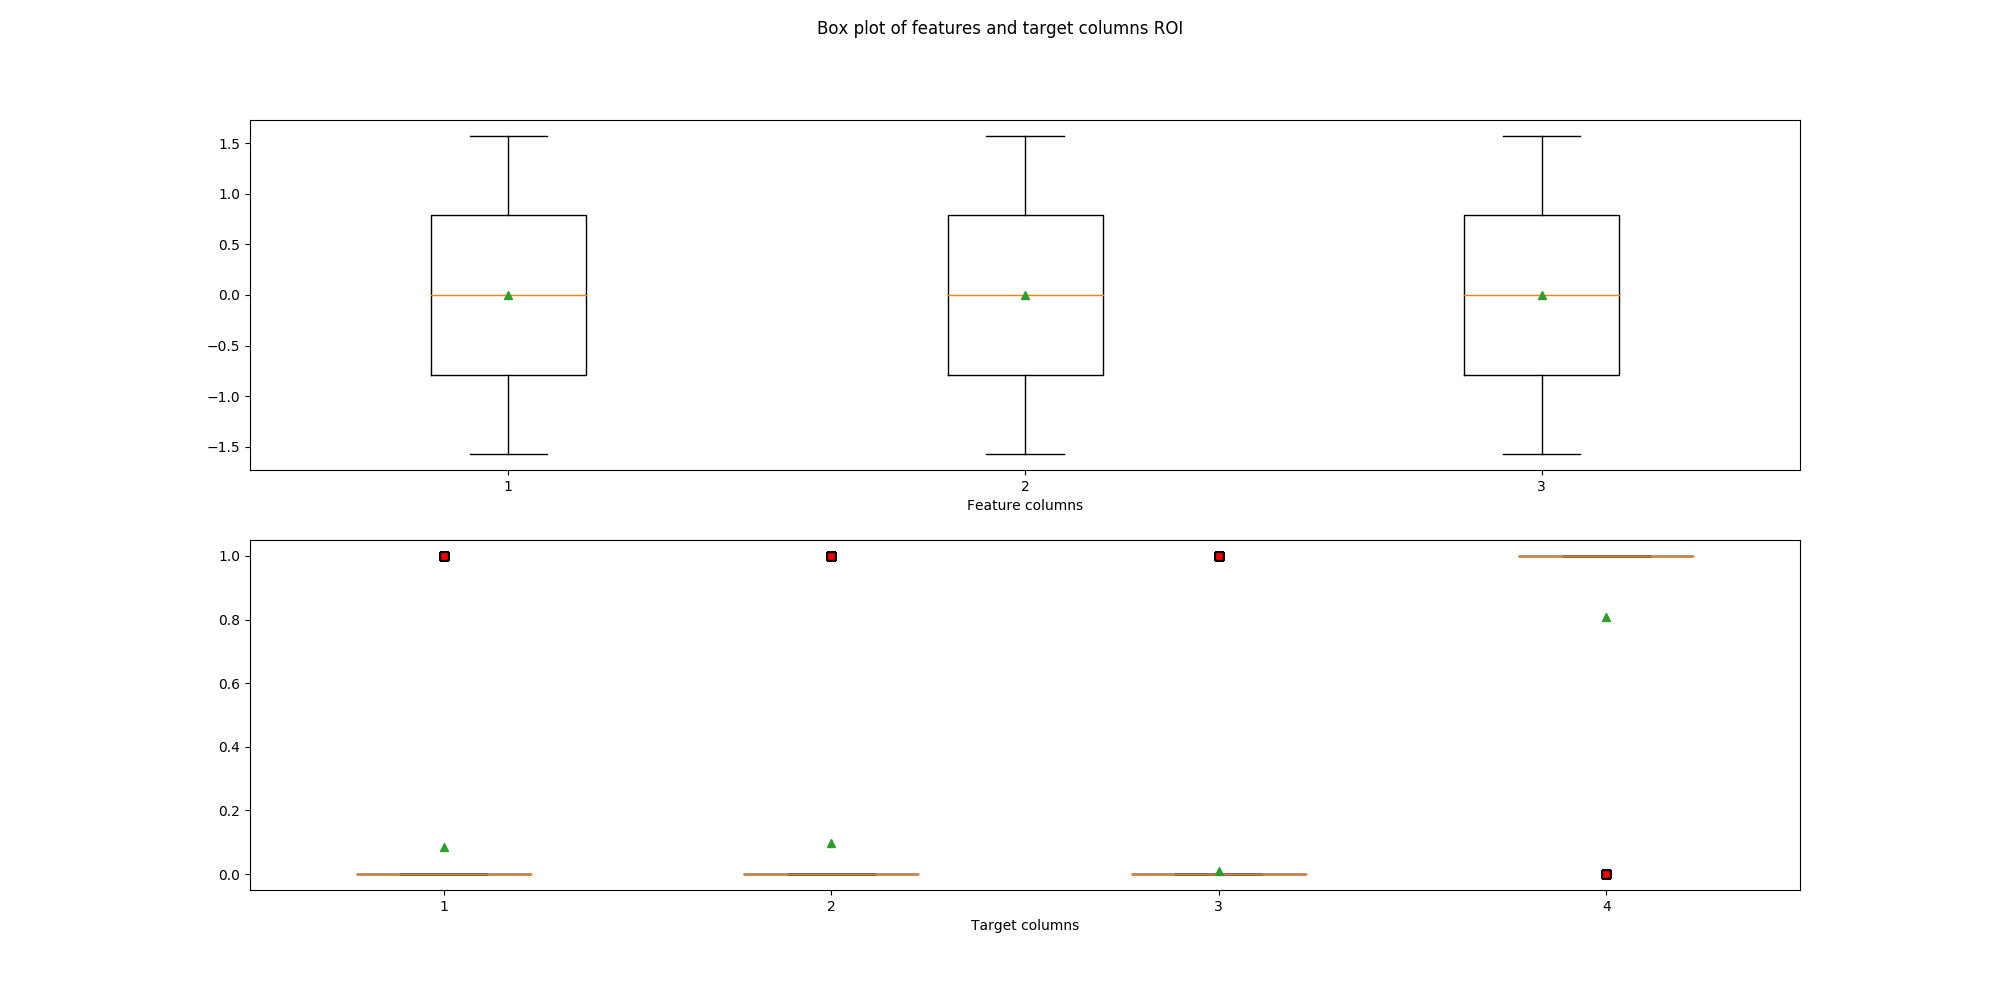 Box plot of features and target columns ROI
1.5
1.0
0.5
0.0
−0.5
−1.0
−1.5
1 2 3
Feature columns
1.0
0.8
0.6
0.4
0.2
0.0
1 2 3 4
Target columns